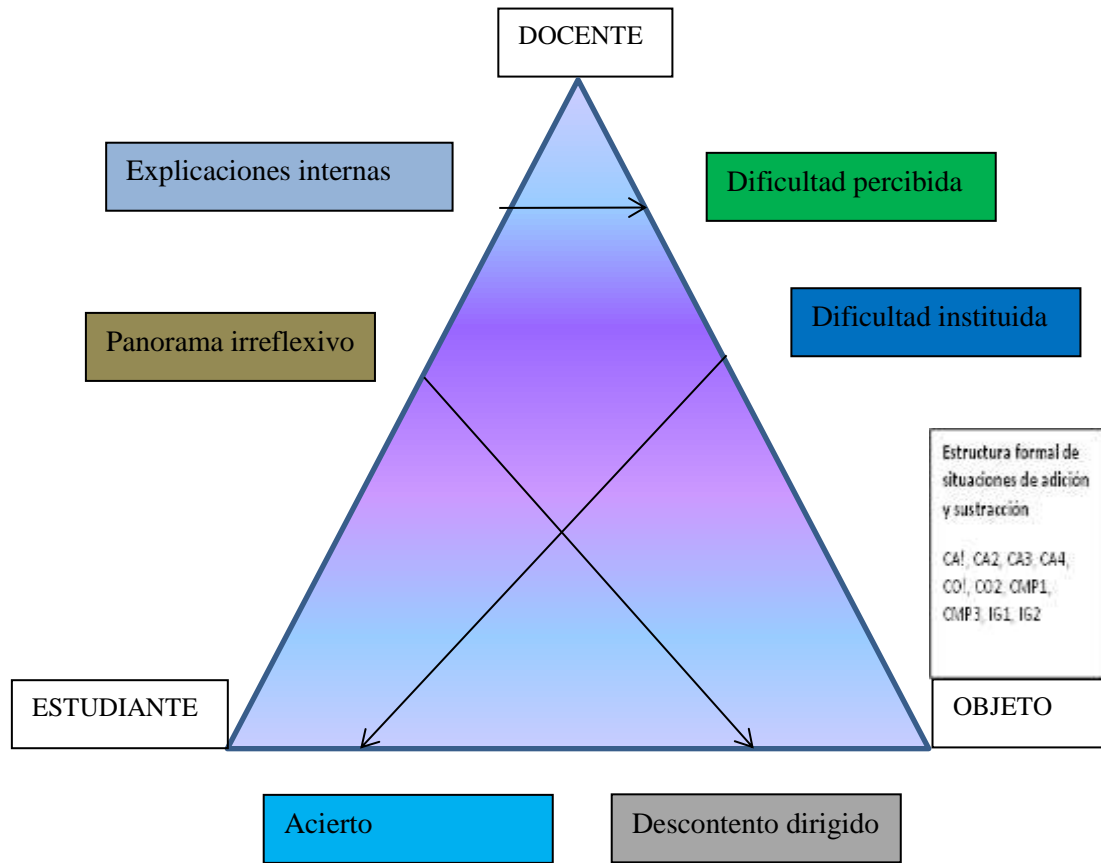 DOCENTE
Explicaciones internas
Dificultad percibida
Dificultad instituida
Panorama irreflexivo
Estructura formal de
situaciones de adición
y sustracción
CA!, CA2, CA3, CA4,
CO!, CO2, CMP1,
CMP3, IG1, IG2
ESTUDIANTE
OBJETO
Acierto
Descontento dirigido